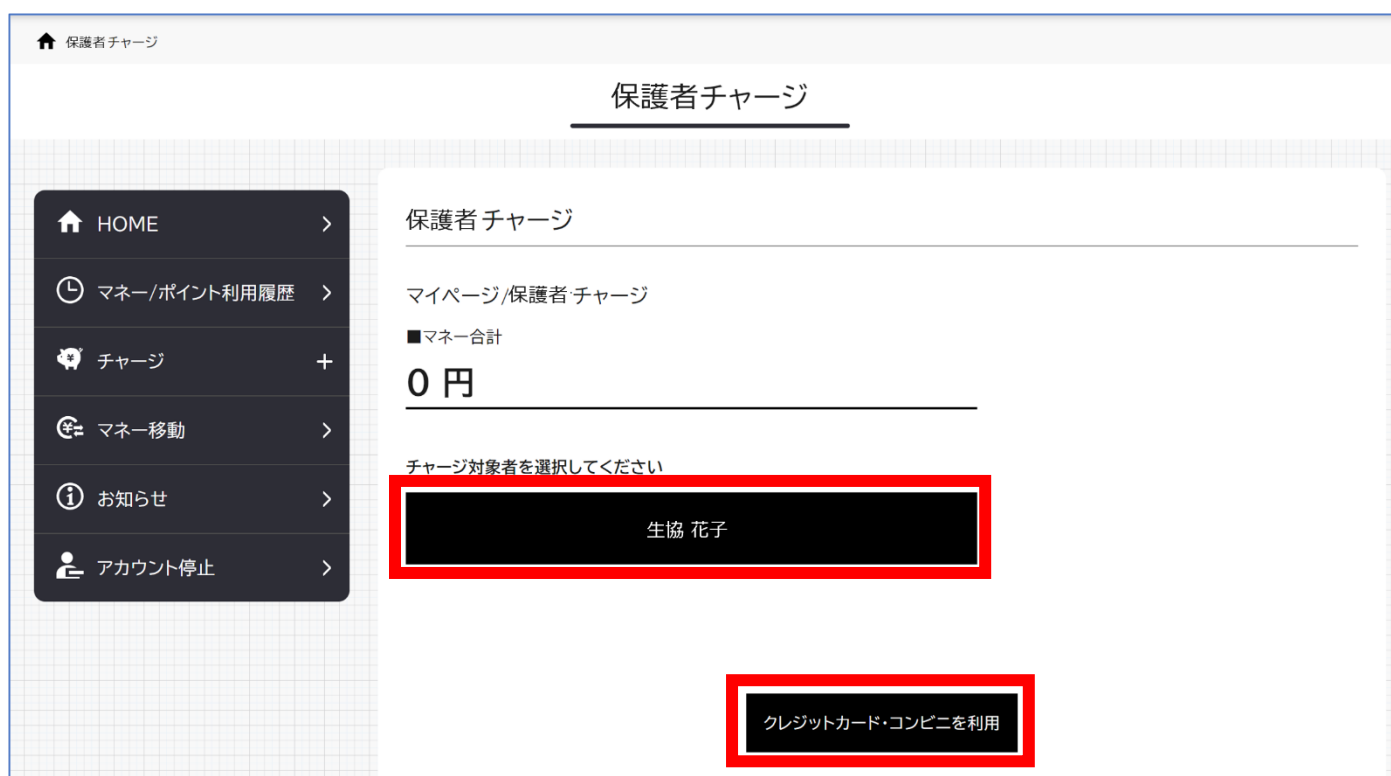 保護者チャージ
保護者チャージ
HOME
マネー/ポイント利用履歴
チャージ
マネー移動
お知らせ
アカウント停止
保護者チャージ
マイページ/保護者チャージ
■マネー合計
0 円
チャージ対象者を選択してください
生協 花子
クレジットカード・コンビニを利用